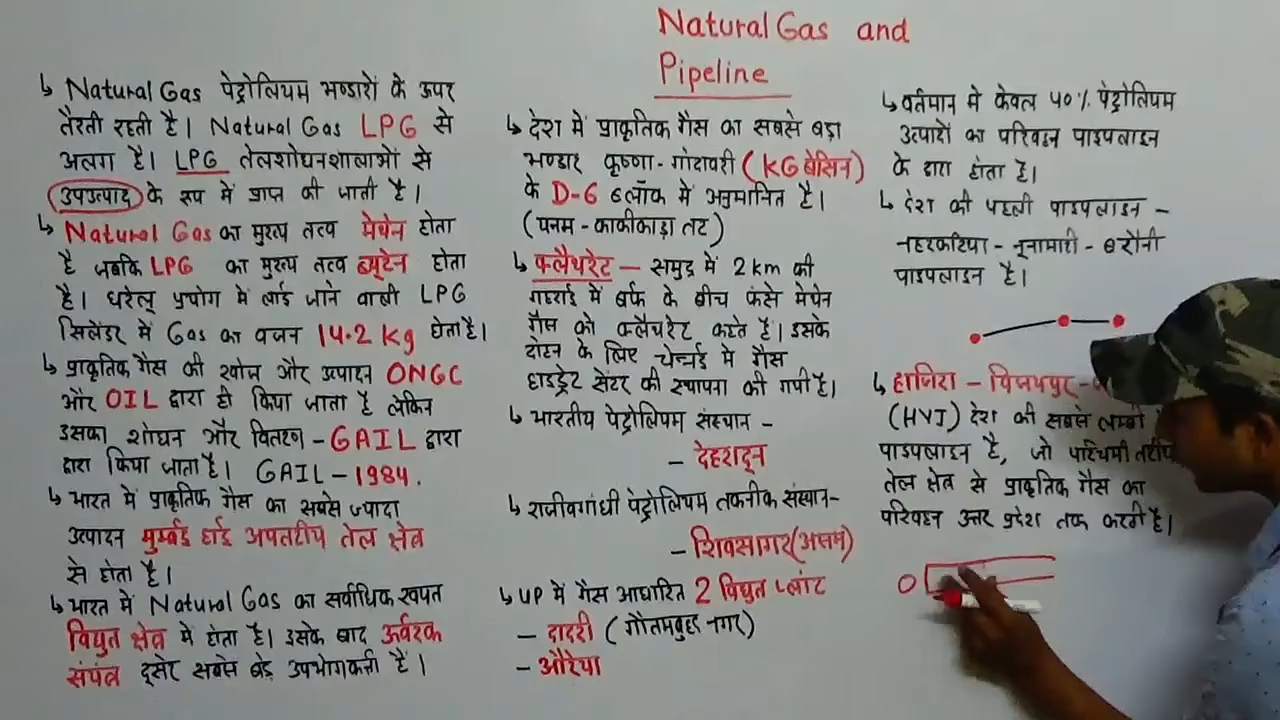 Natural Gas and
Pipeline
↳ Natural Gas पेट्रोलियम भण्डारों के उपर
तैरती रहती है। Natural Gas LPG से
अलग है। LPG तेलशोधनशालाओं से
उपउत्पाद के रूप में प्राप्त की जाती है।
↳ Natural Gas का मुख्य तत्व मेथेन होता
है जबकि LPG का मुख्य तत्व ब्यूटेन होता
है। घरेलू प्रयोग में लाई जाने वाली LPG
सिलेंडर में Gas का वजन 14.2 kg होता है।
↳ प्राकृतिक गैस की खोज और उत्पादन ONGC
और OIL द्वारा ही किया जाता है लेकिन
उसका शोधन और वितरण - GAIL द्वारा
द्वारा किया जाता है। GAIL - 1984.
↳ भारत में प्राकृतिक गैस का सबसे ज्यादा
उत्पादन मुम्बई हाई अपतटीय तेल क्षेत्र
से होता है।
↳ भारत में Natural Gas का सर्वाधिक खपत
विद्युत क्षेत्र में होता है। इसके बाद उर्वरक
संयंत्र दूसरे सबसे बड़े उपभोगकर्ता हैं।
↳ देश में प्राकृतिक गैस का सबसे बड़ा
भण्डार कृष्णा - गोदावरी (KG बेसिन)
के D-6 ब्लॉक में अनुमानित है।
(यनम - काकीकाड़ा तट)
↳ क्लैथरेट - समुद्र में 2 km की
गहराई में बर्फ के बीच फंसे मेथेन
गैस को क्लैथरेट कहते हैं। इसके
दोहन के लिए चेन्नई में गैस
हाइड्रेट सेंटर की स्थापना की गयी है।
↳ भारतीय पेट्रोलियम संस्थान -
- देहरादून
↳ राजीवगांधी पेट्रोलियम तकनीक संस्थान -
- शिवसागर (असम)
↳ UP में गैस आधारित 2 विद्युत प्लांट
- दादरी (गौतमबुद्ध नगर)
- औरैया
↳ वर्तमान में केवल 40% पेट्रोलियम
उत्पादों का परिवहन पाइपलाइन
के द्वारा होता है।
↳ देश की पहली पाइपलाइन -
नहरकटिया - नूनामाटी - बरौनी
पाइपलाइन है।
↳ हाजिरा - विजयपुर -
(HVJ) देश की सबसे लम्बी
पाइपलाइन है, जो पश्चिमी तटीय
तेल क्षेत्र से प्राकृतिक गैस का
परिवहन उत्तर प्रदेश तक करती है।